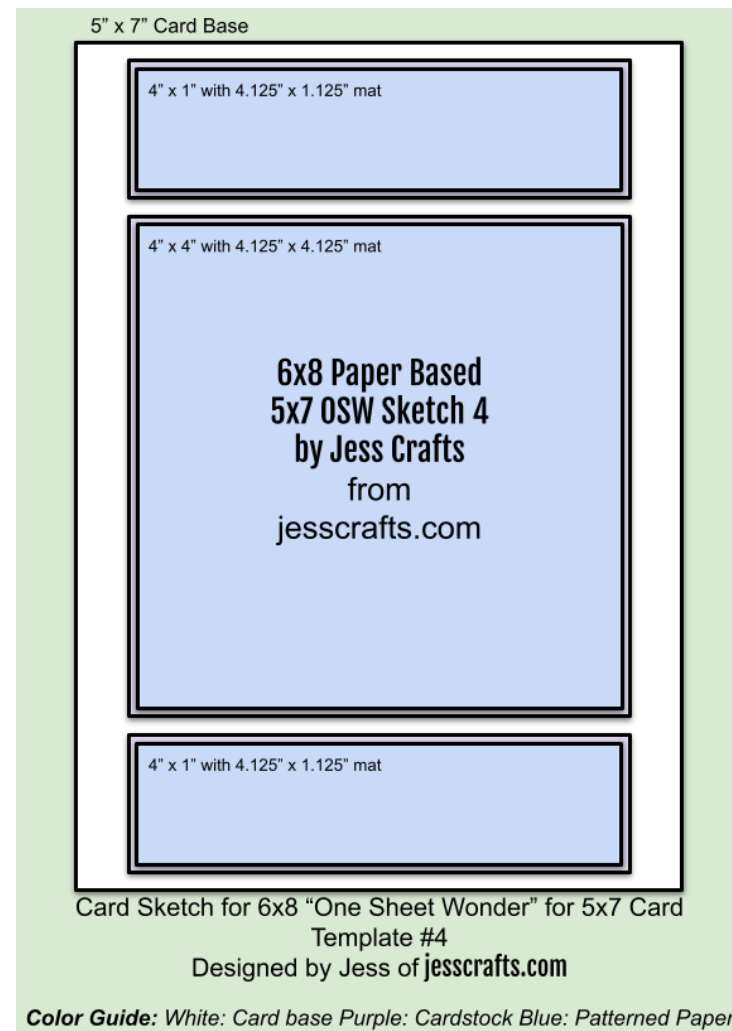 5” x 7” Card Base
4” x 1” with 4.125” x 1.125” mat
4” x 4” with 4.125” x 4.125” mat
6x8 Paper Based
5x7 OSW Sketch 4
by Jess Crafts
from
jesscrafts.com
4” x 1” with 4.125” x 1.125” mat
Card Sketch for 6x8 “One Sheet Wonder” for 5x7 Card
Template #4
Designed by Jess of jesscrafts.com
Color Guide: White: Card base Purple: Cardstock Blue: Patterned Paper